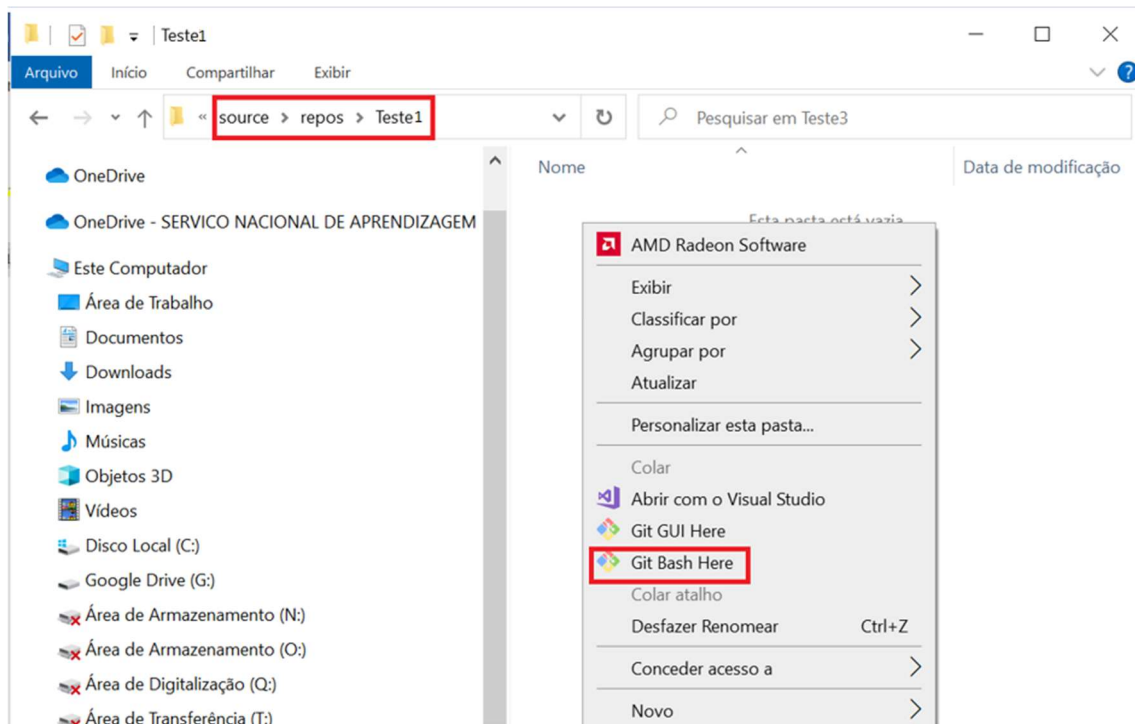 Teste1
Arquivo Início Compartilhar Exibir
« source > repos > Teste1 Pesquisar em Teste3
Nome Data de modificação
OneDrive
OneDrive - SERVICO NACIONAL DE APRENDIZAGEM
Este Computador
Área de Trabalho
Documentos
Downloads
Imagens
Músicas
Objetos 3D
Vídeos
Disco Local (C:)
Google Drive (G:)
Área de Armazenamento (N:)
Área de Armazenamento (O:)
Área de Digitalização (Q:)
Área de Transferência (T:)
Esta pasta está vazia
AMD Radeon Software
Exibir
Classificar por
Agrupar por
Atualizar
Personalizar esta pasta...
Colar
Abrir com o Visual Studio
Git GUI Here
Git Bash Here
Colar atalho
Desfazer Renomear Ctrl+Z
Conceder acesso a
Novo